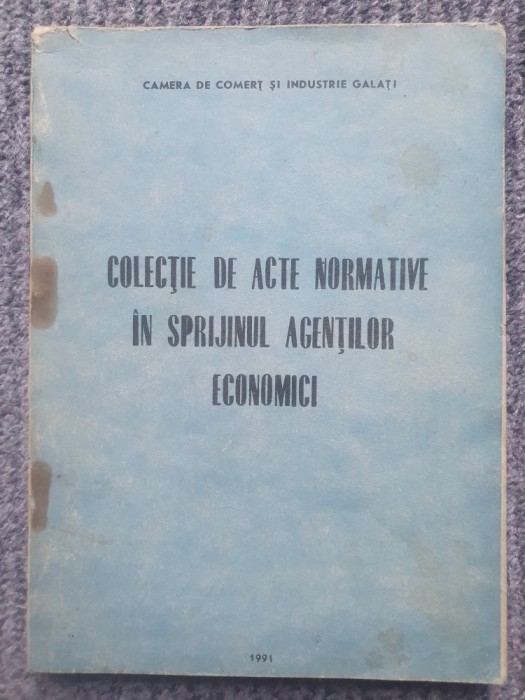 CAMERA DE COMERȚ ȘI INDUSTRIE GALAȚI
COLECȚIE DE ACTE NORMATIVE
ÎN SPRIJINUL AGENȚILOR
ECONOMICI
1991